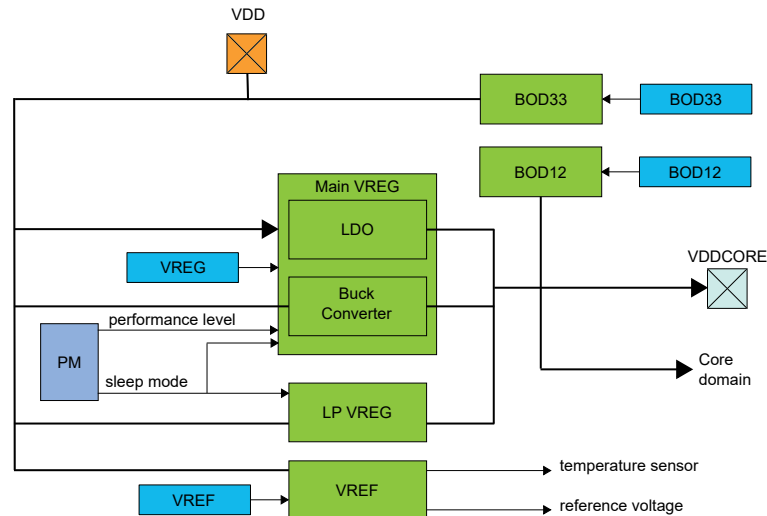 VDD
BOD33
BOD33
BOD12
BOD12
Main VREG
LDO
VREG
VDDCORE
Buck
Converter
performance level
PM
sleep mode
Core
domain
LP VREG
VREF
VREF
temperature sensor
reference voltage